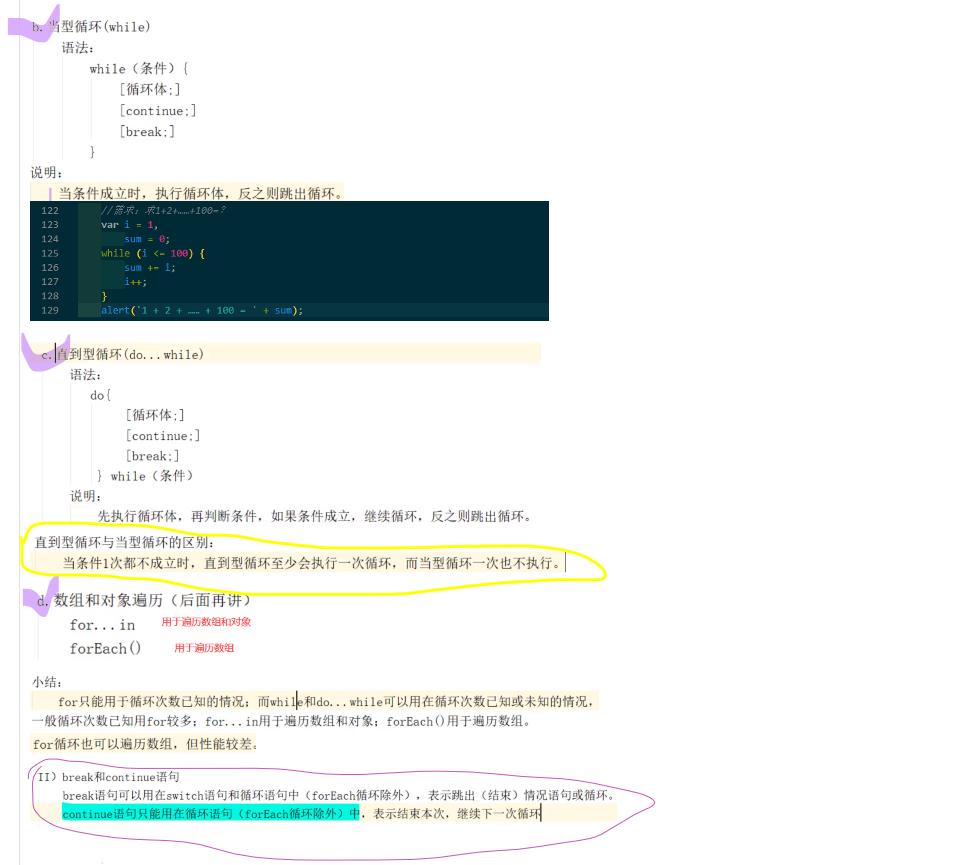 b. 当型循环(while)
语法:
while（条件）{
[循环体;]
[continue;]
[break;]
}
说明:
当条件成立时，执行循环体，反之则跳出循环。
122 //需求：求1+2+……+100=？
123 var i = 1,
124 sum = 0;
125 while (i <= 100) {
126 sum += i;
127 i++;
128 }
129 alert('1 + 2 + …… + 100 = ' + sum);
c. 直到型循环(do...while)
语法:
do{
[循环体;]
[continue;]
[break;]
} while（条件）
说明:
先执行循环体，再判断条件，如果条件成立，继续循环，反之则跳出循环。
直到型循环与当型循环的区别:
当条件1次都不成立时，直到型循环至少会执行一次循环，而当型循环一次也不执行。
d. 数组和对象遍历（后面再讲）
for...in 用于遍历数组和对象
forEach() 用于遍历数组
小结:
for只能用于循环次数已知的情况；而while和do...while可以用在循环次数已知或未知的情况，
一般循环次数已知用for较多；for...in用于遍历数组和对象；forEach()用于遍历数组。
for循环也可以遍历数组，但性能较差。
II）break和continue语句
break语句可以用在switch语句和循环语句中（forEach循环除外），表示跳出（结束）情况语句或循环。
continue语句只能用在循环语句（forEach循环除外）中，表示结束本次，继续下一次循环